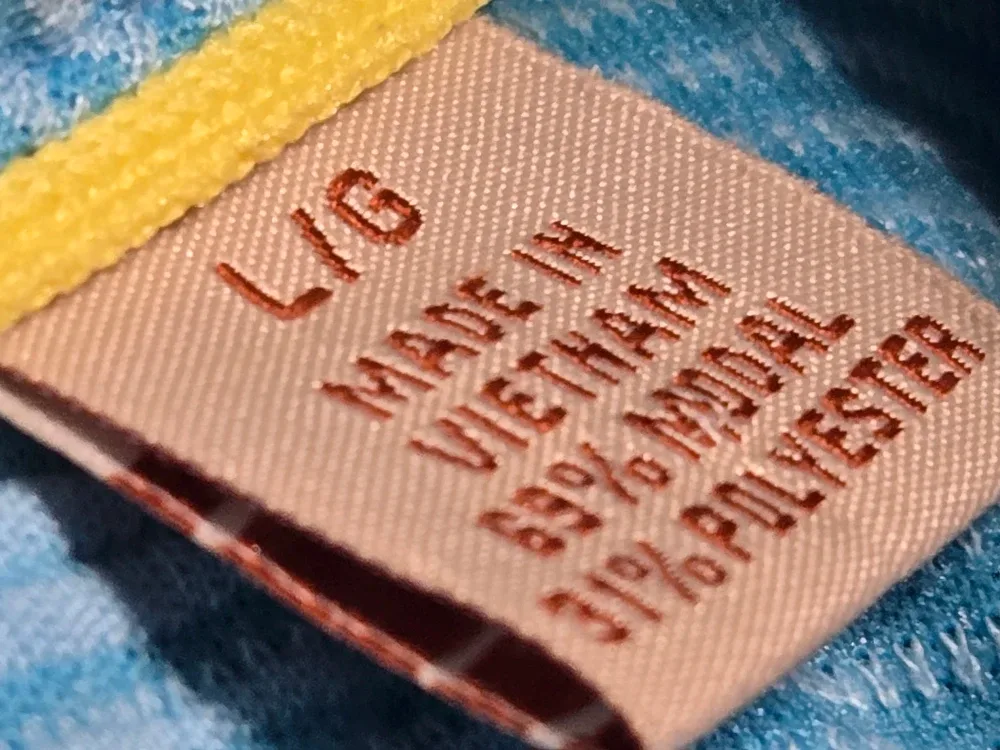 L/G
MADE IN
VIETNAM
69% MODAL
31% POLYESTER